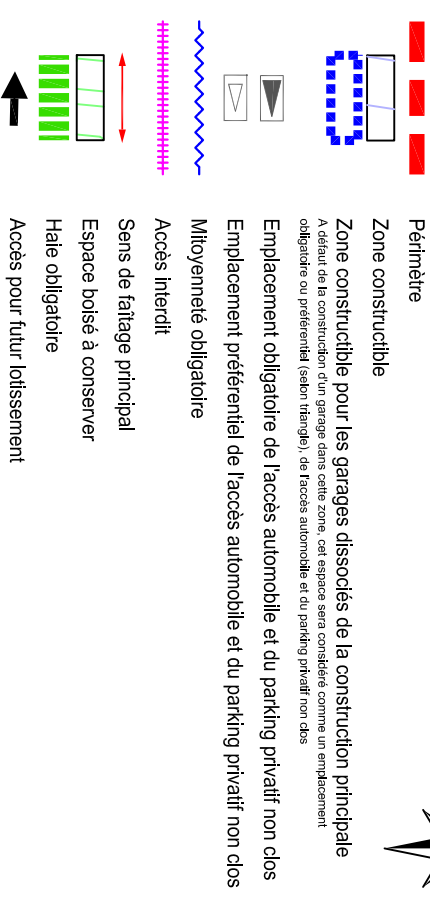 Périmètre
Zone constructible
Zone constructible pour les garages dissociés de la construction principale
A défaut de la construction d'un garage dans cette zone, cet espace sera considéré comme un emplacement
obligatoire ou préférentiel (selon triangle), de l'accès automobile et du parking privatif non clos
Emplacement obligatoire de l'accès automobile et du parking privatif non clos
Emplacement préférentiel de l'accès automobile et du parking privatif non clos
Mitoyenneté obligatoire
Accès interdit
Sens de faîtage principal
Espace boisé à conserver
Haie obligatoire
Accès pour futur lotissement